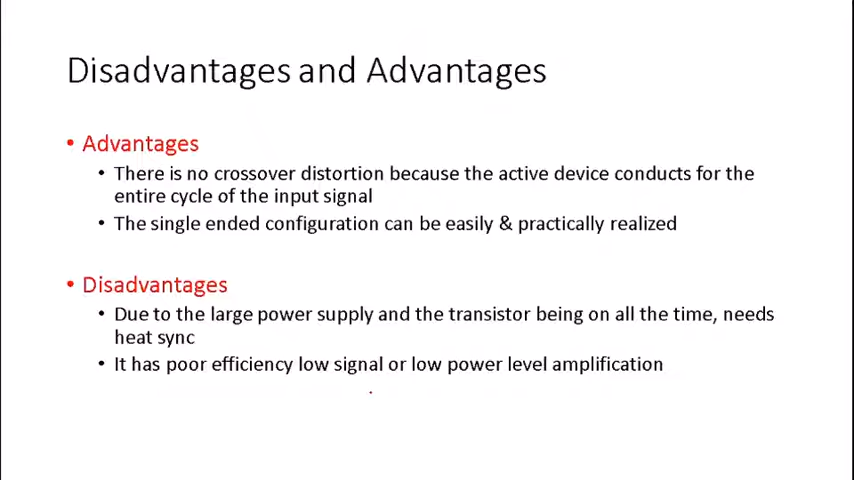 Disadvantages and Advantages
• Advantages
• There is no crossover distortion because the active device conducts for the
entire cycle of the input signal
• The single ended configuration can be easily & practically realized
• Disadvantages
• Due to the large power supply and the transistor being on all the time, needs
heat sync
• It has poor efficiency low signal or low power level amplification